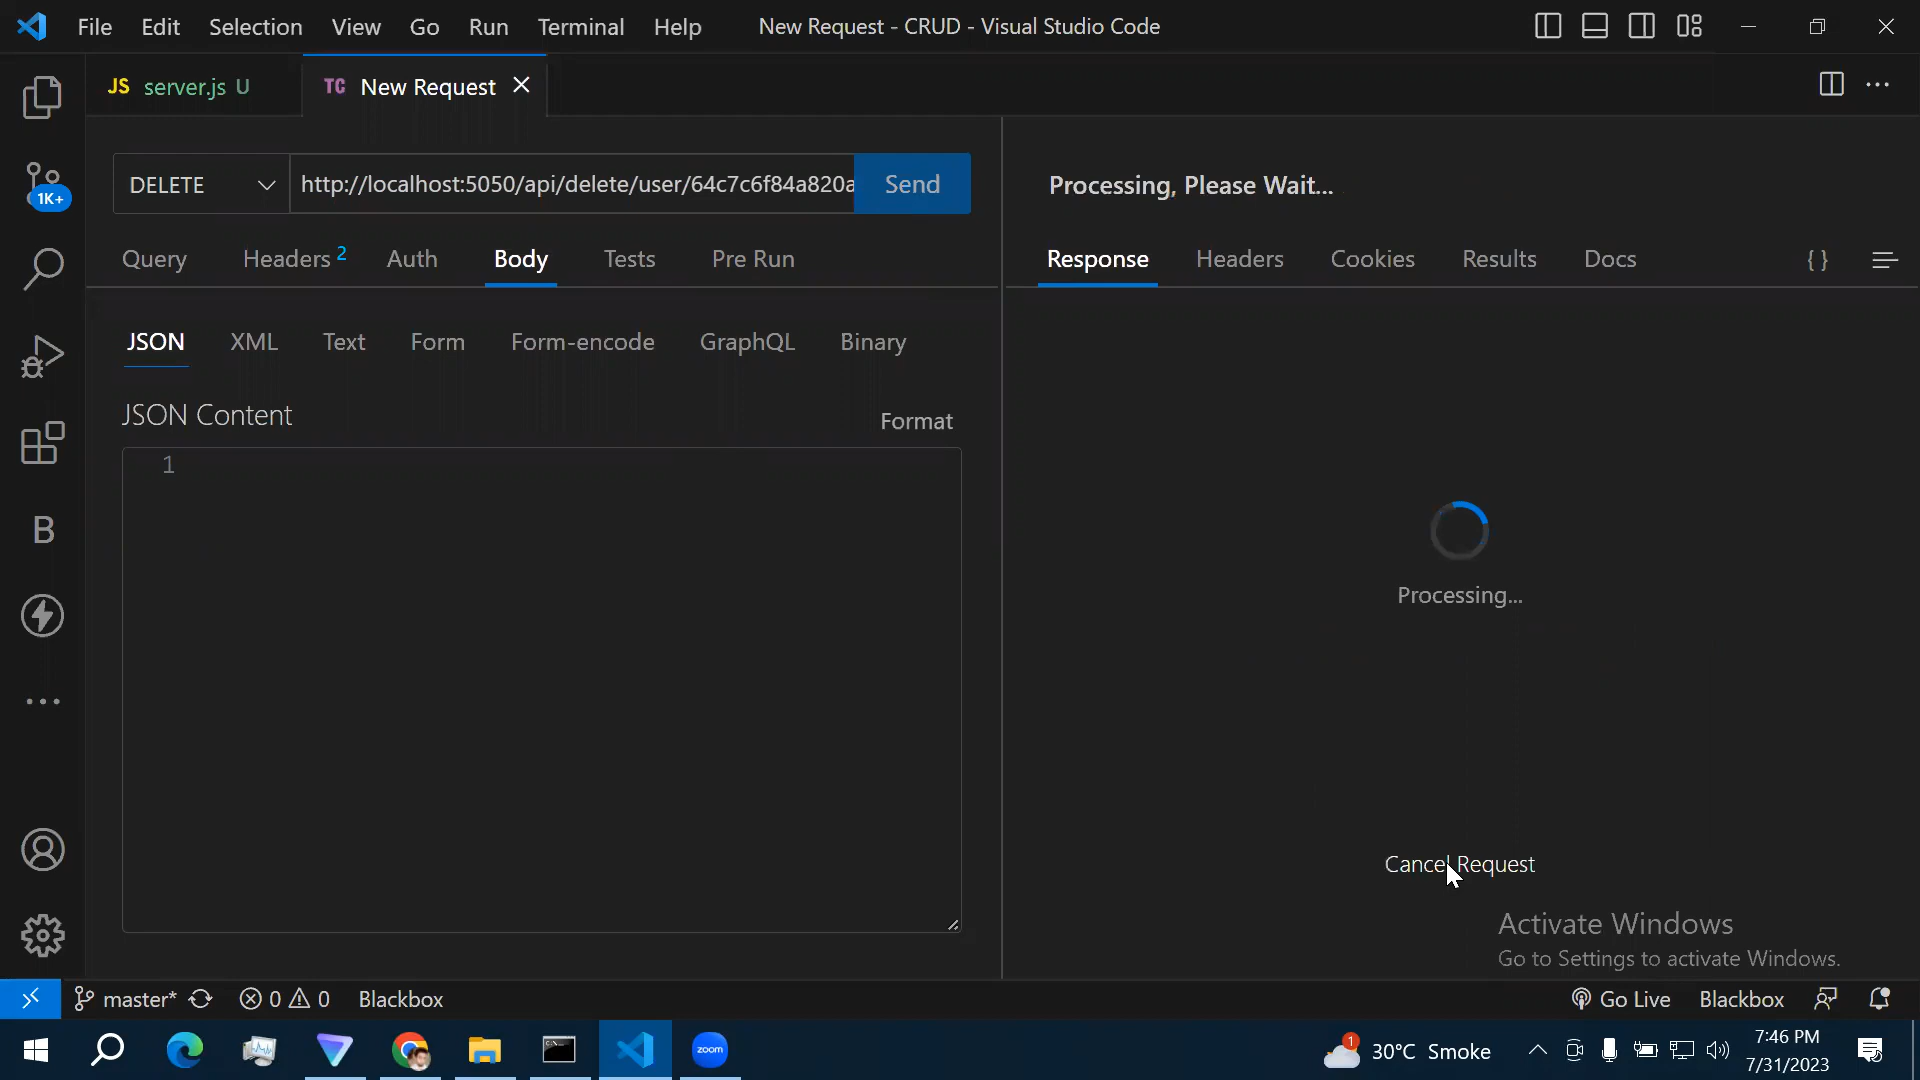 File Edit Selection View Go Run Terminal Help New Request - CRUD - Visual Studio Code
JS server.js U TC New Request
1K+
DELETE http://localhost:5050/api/delete/user/64c7c6f84a820a Send
Processing, Please Wait...
Query Headers 2 Auth Body Tests Pre Run
Response Headers Cookies Results Docs { }
JSON XML Text Form Form-encode GraphQL Binary
JSON Content
Format
1
B
Processing...
Cancel Request
Activate Windows
Go to Settings to activate Windows.
master* 0 0 Blackbox Go Live Blackbox
zoom 1 30°C Smoke 7:46 PM
7/31/2023